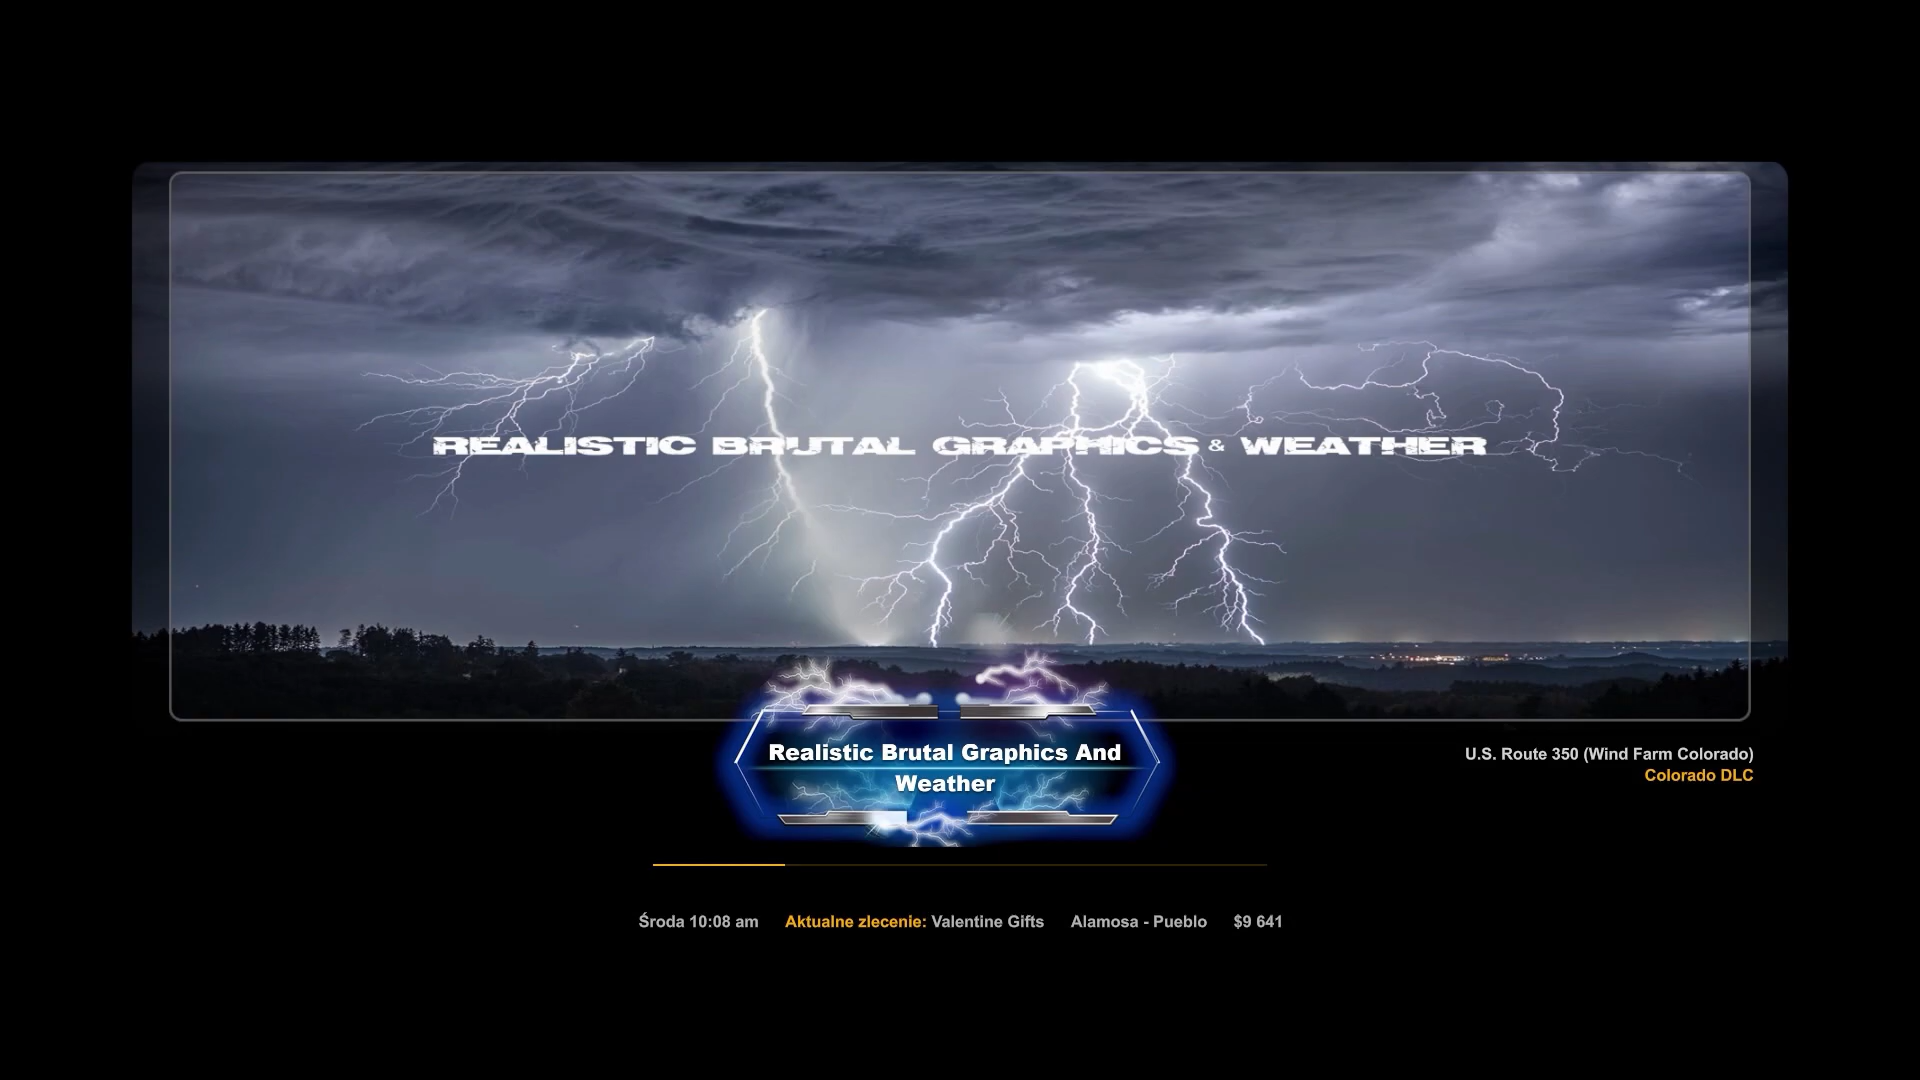 REALISTIC BRUTAL GRAPHICS & WEATHER
Realistic Brutal Graphics And
Weather
U.S. Route 350 (Wind Farm Colorado)
Colorado DLC
Środa 10:08 am Aktualne zlecenie: Valentine Gifts Alamosa - Pueblo $9 641